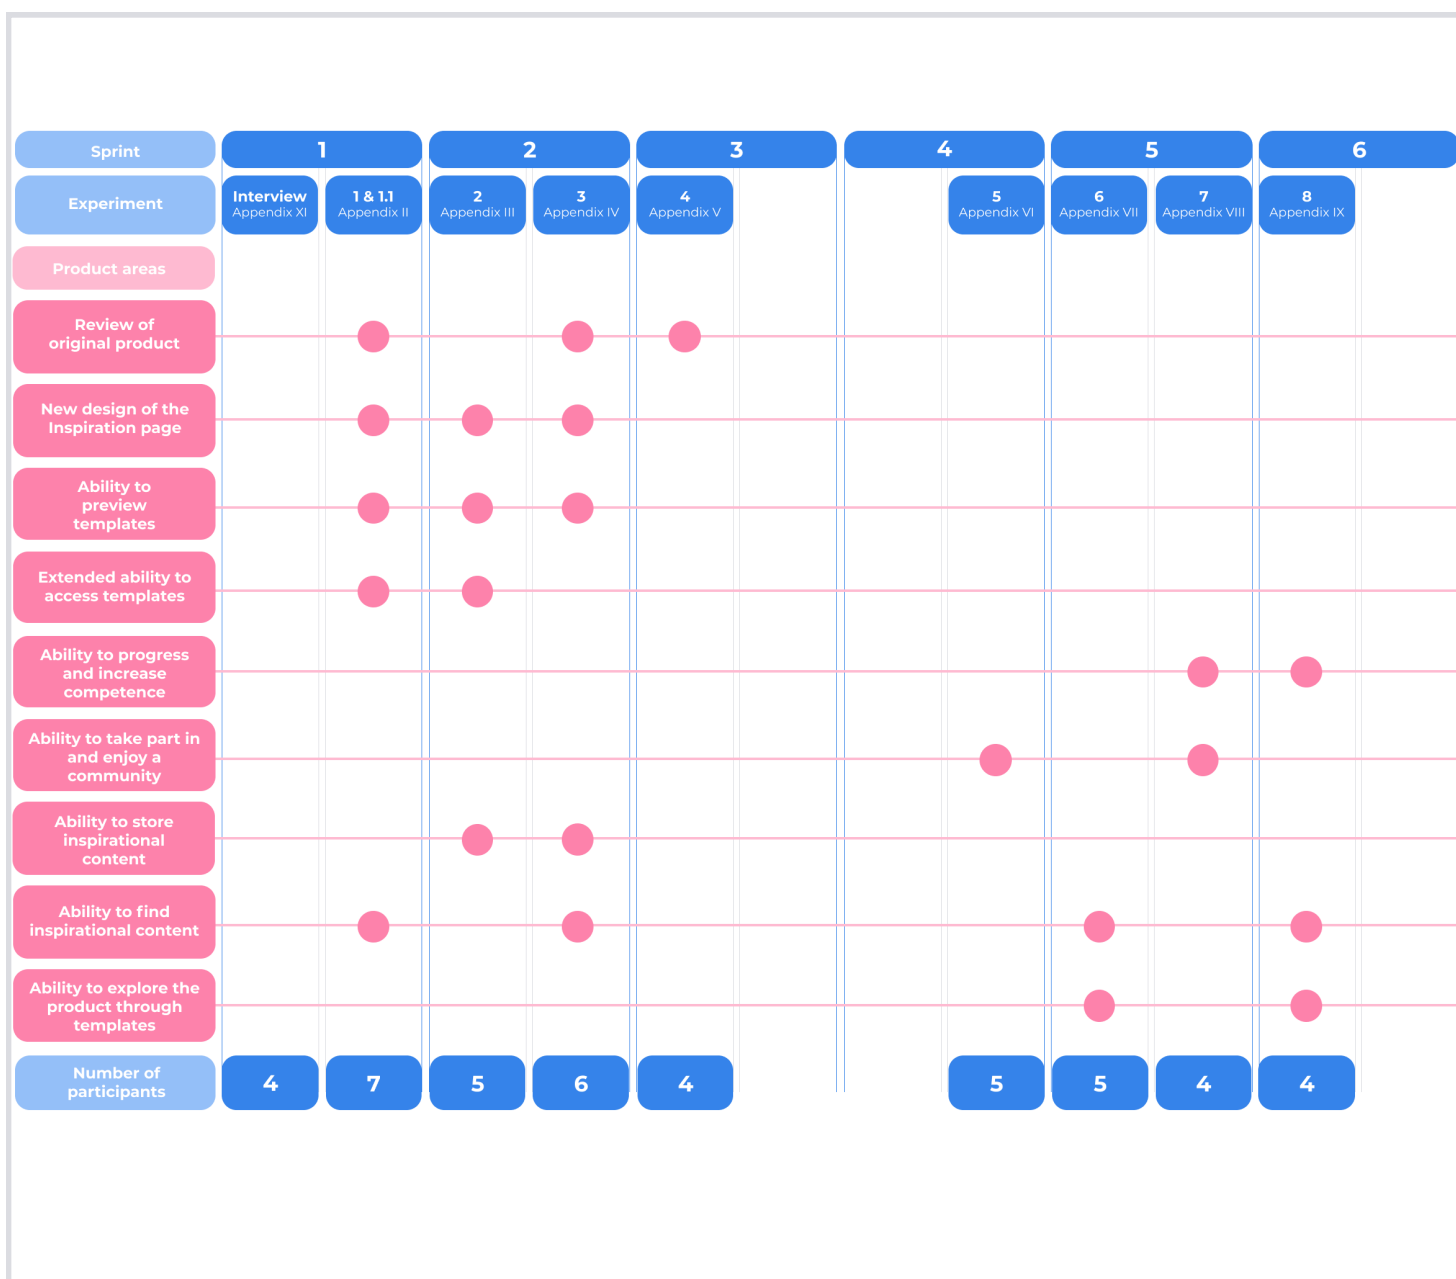 Sprint
1
2
3
4
5
6
Experiment
Interview
Appendix XI
1 & 1.1
Appendix II
2
Appendix III
3
Appendix IV
4
Appendix V
5
Appendix VI
6
Appendix VII
7
Appendix VIII
8
Appendix IX
Product areas
Review of
original product
New design of the
Inspiration page
Ability to
preview
templates
Extended ability to
access templates
Ability to progress
and increase
competence
Ability to take part in
and enjoy a
community
Ability to store
inspirational
content
Ability to find
inspirational content
Ability to explore the
product through
templates
Number of
participants
4
7
5
6
4
5
5
4
4